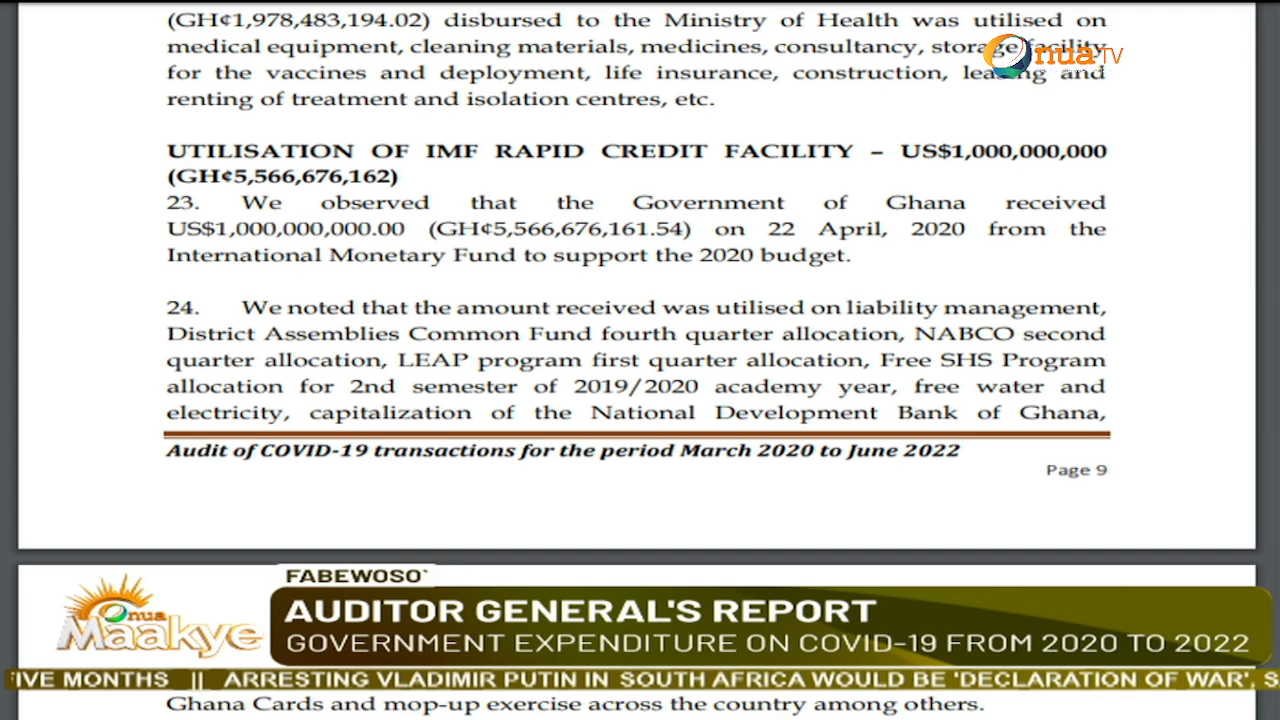 (GH¢1,978,483,194.02) disbursed to the Ministry of Health was utilised on
medical equipment, cleaning materials, medicines, consultancy, storage facility
for the vaccines and deployment, life insurance, construction, leasing and
renting of treatment and isolation centres, etc.
nua TV
UTILISATION OF IMF RAPID CREDIT FACILITY – US$1,000,000,000
(GH¢5,566,676,162)
23. We observed that the Government of Ghana received
US$1,000,000,000.00 (GH¢5,566,676,161.54) on 22 April, 2020 from the
International Monetary Fund to support the 2020 budget.
24. We noted that the amount received was utilised on liability management,
District Assemblies Common Fund fourth quarter allocation, NABCO second
quarter allocation, LEAP program first quarter allocation, Free SHS Program
allocation for 2nd semester of 2019/2020 academy year, free water and
electricity, capitalization of the National Development Bank of Ghana,
Audit of COVID-19 transactions for the period March 2020 to June 2022
Page 9
FABEWOSO`
Onua
Maakye
AUDITOR GENERAL'S REPORT
GOVERNMENT EXPENDITURE ON COVID-19 FROM 2020 TO 2022
IVE MONTHS || ARRESTING VLADIMIR PUTIN IN SOUTH AFRICA WOULD BE 'DECLARATION OF WAR', S
Ghana Cards and mop-up exercise across the country among others.